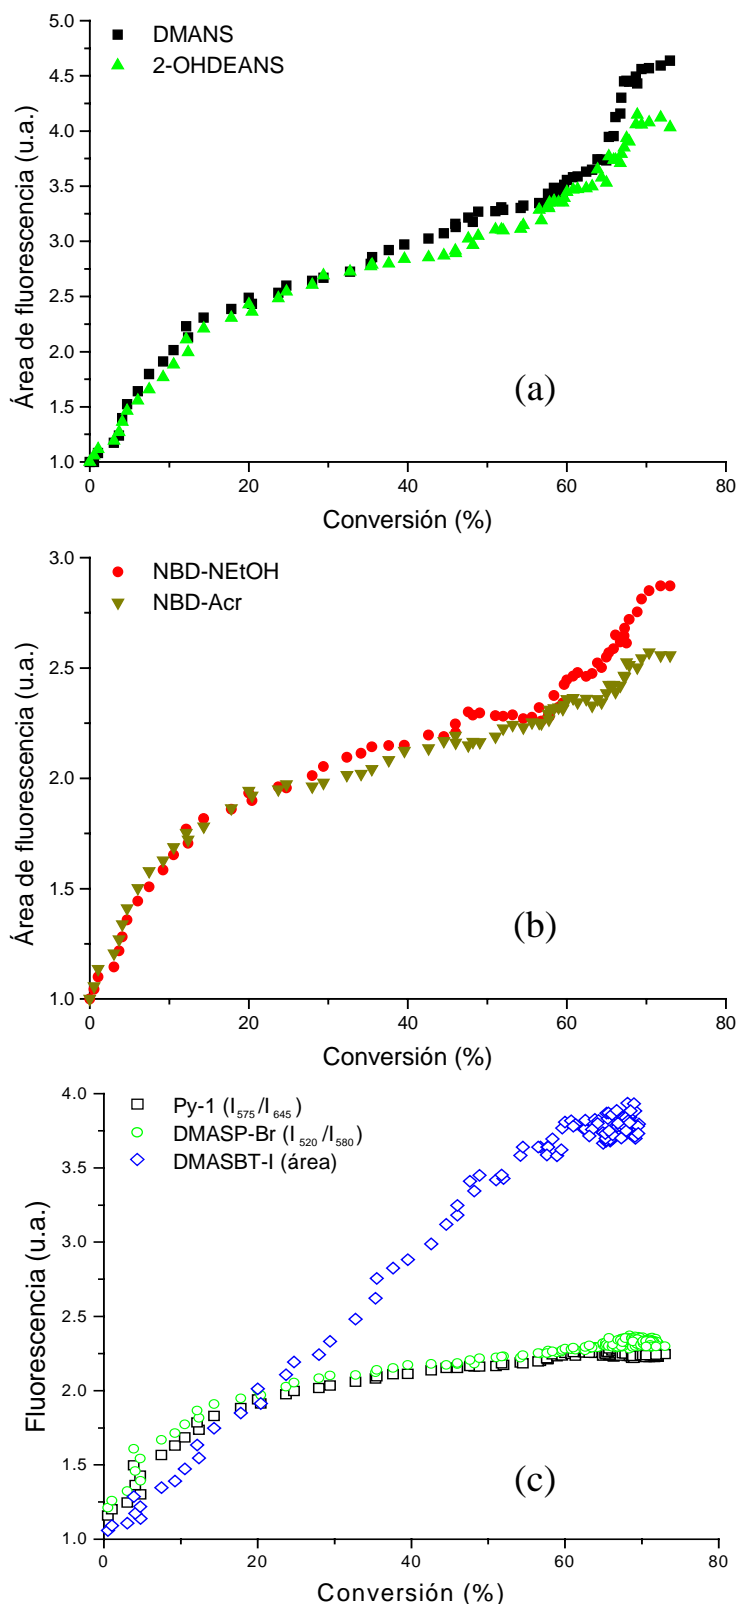 5.0
DMANS
2-OHDEANS
4.5
4.0
3.5
3.0
2.5
2.0
1.5
1.0
Área de fluorescencia (u.a.)
(a)
0 20 40 60 80
Conversión (%)
3.0
NBD-NEtOH
NBD-Acr
2.5
2.0
1.5
1.0
Área de fluorescencia (u.a.)
(b)
0 20 40 60 80
Conversión (%)
4.0
Py-1 (I575/I645)
DMASP-Br (I520/I580)
DMASBT-I (área)
3.5
3.0
2.5
2.0
1.5
1.0
Fluorescencia (u.a.)
(c)
0 20 40 60 80
Conversión (%)